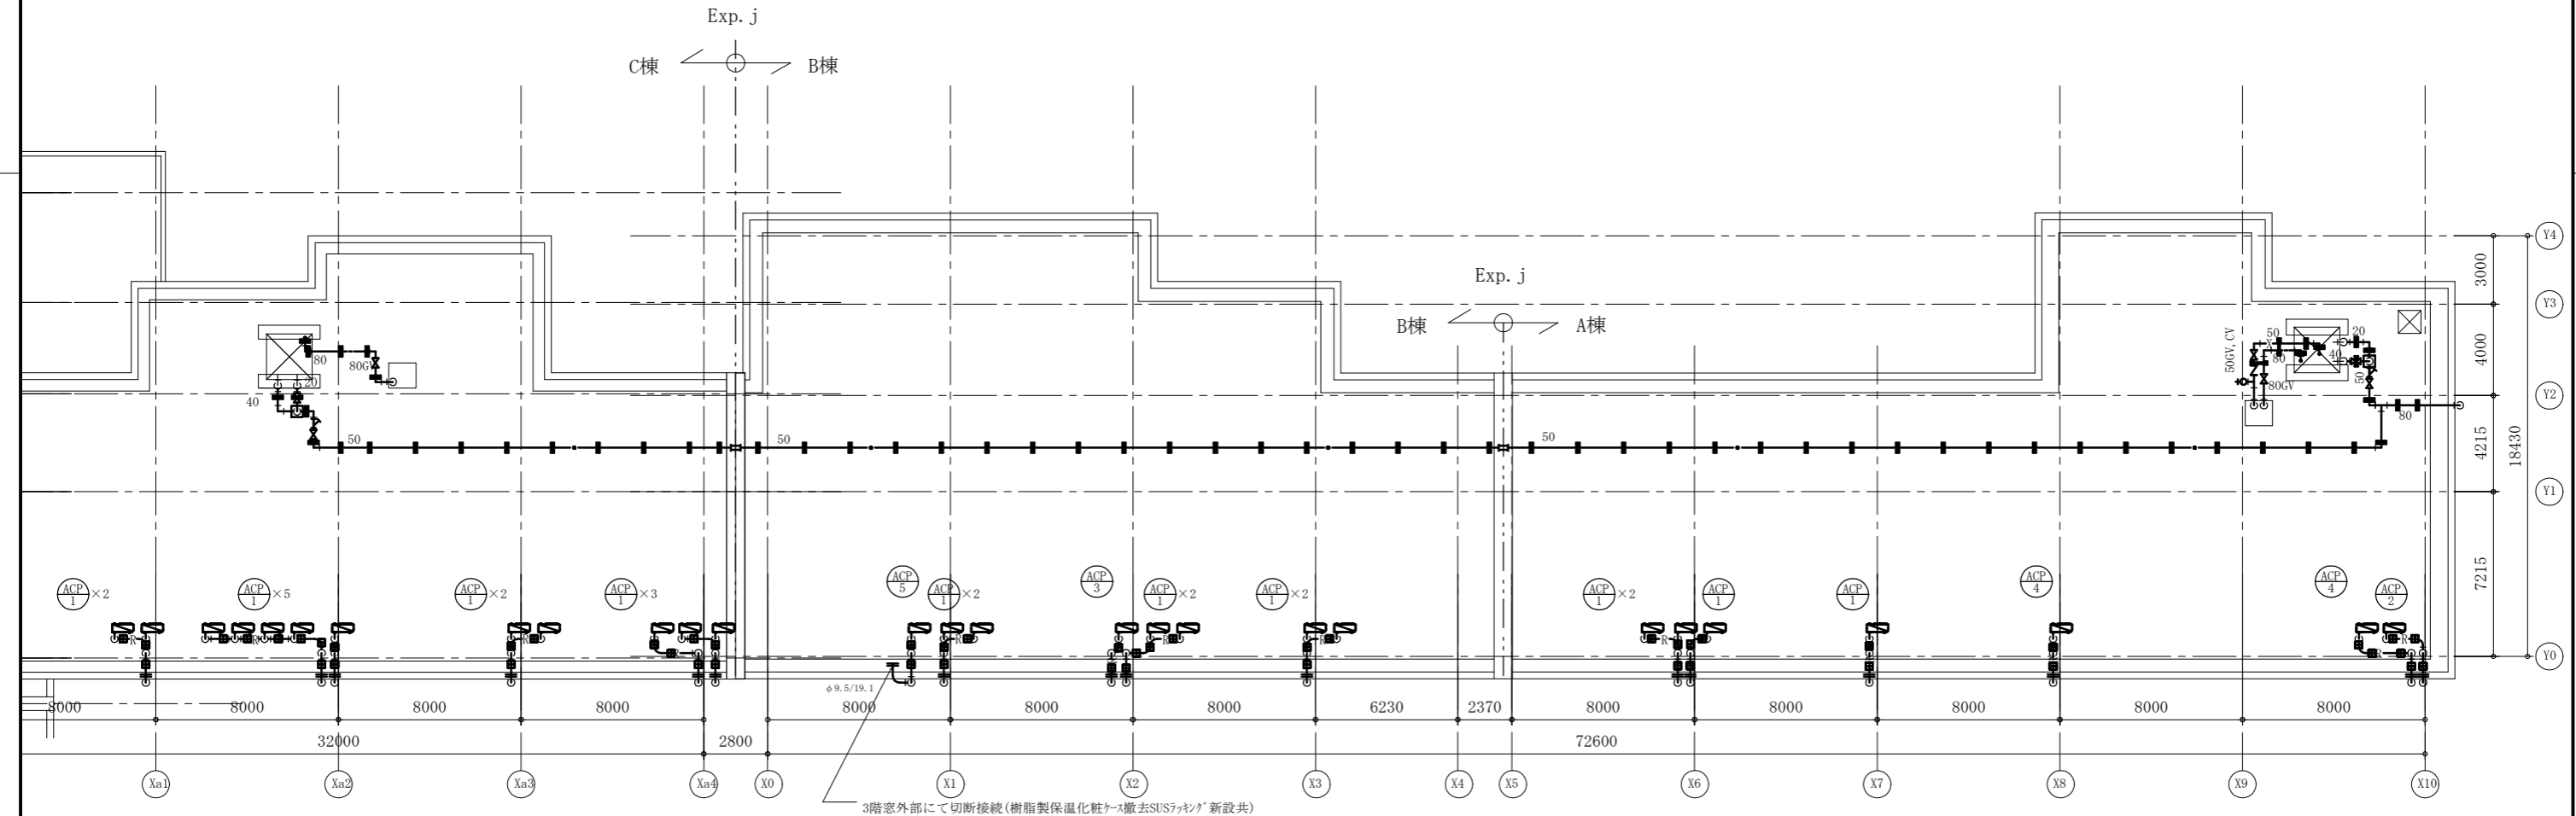 Exp.j
C棟
B棟
Exp.j
B棟
A棟
Y4
3000
Y3
4000
Y2
4215
18430
Y1
7215
Y0
80
80GV
20
40
50
50
50
50GV,CV
50
80
80GV
20
40
50
80
ACP
1
×2
ACP
1
×5
ACP
1
×2
ACP
1
×3
ACP
5
ACP
1
×2
ACP
3
ACP
1
×2
ACP
1
×2
ACP
1
×2
ACP
1
ACP
1
ACP
4
ACP
4
ACP
2
R
R
R
R
R
R
R
R
R
R
R
R
φ9.5/19.1
8000
8000
8000
8000
8000
8000
8000
6230
2370
8000
8000
8000
8000
8000
32000
2800
72600
Xa1
Xa2
Xa3
Xa4
X0
X1
X2
X3
X4
X5
X6
X7
X8
X9
X10
3階窓外部にて切断接続(樹脂製保温化粧ケース撤去SUSラッキング新設共)